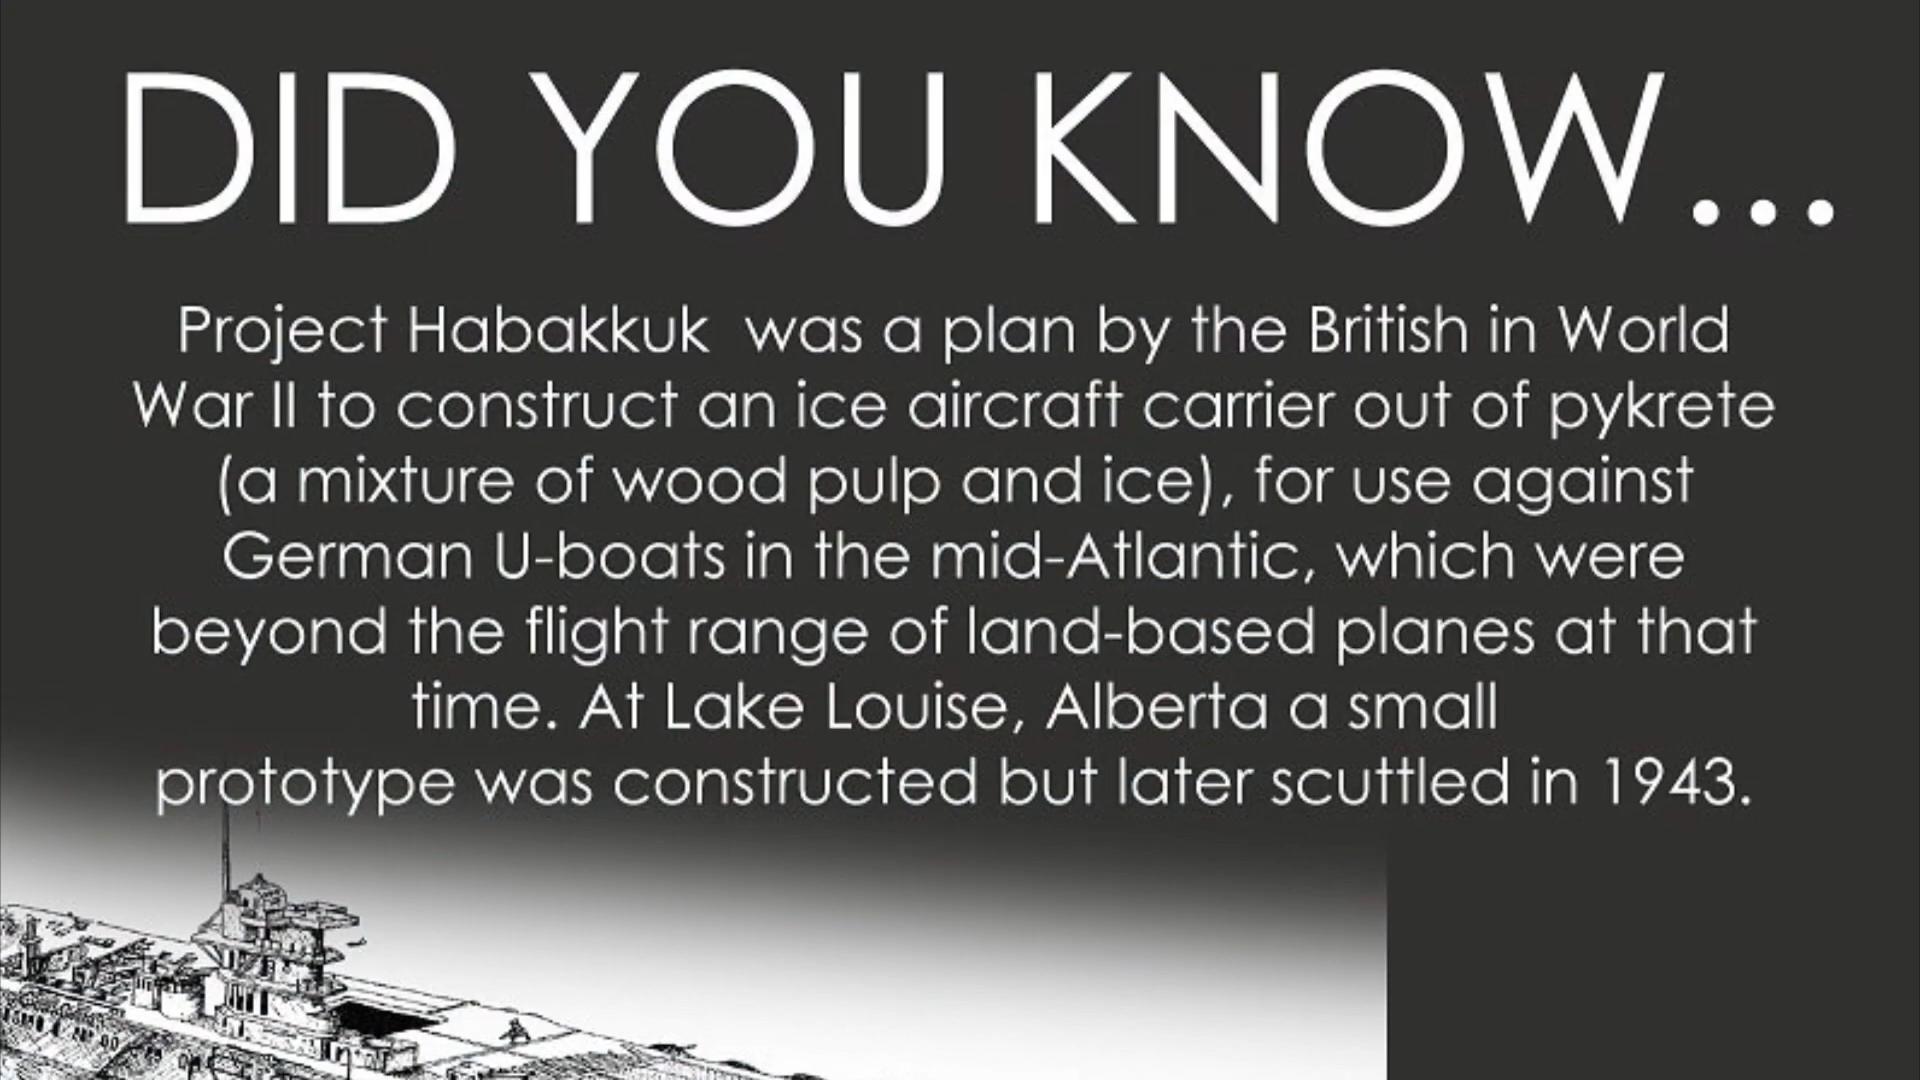 DID YOU KNOW...
Project Habakkuk was a plan by the British in World
War II to construct an ice aircraft carrier out of pykrete
(a mixture of wood pulp and ice), for use against
German U-boats in the mid-Atlantic, which were
beyond the flight range of land-based planes at that
time. At Lake Louise, Alberta a small
prototype was constructed but later scuttled in 1943.